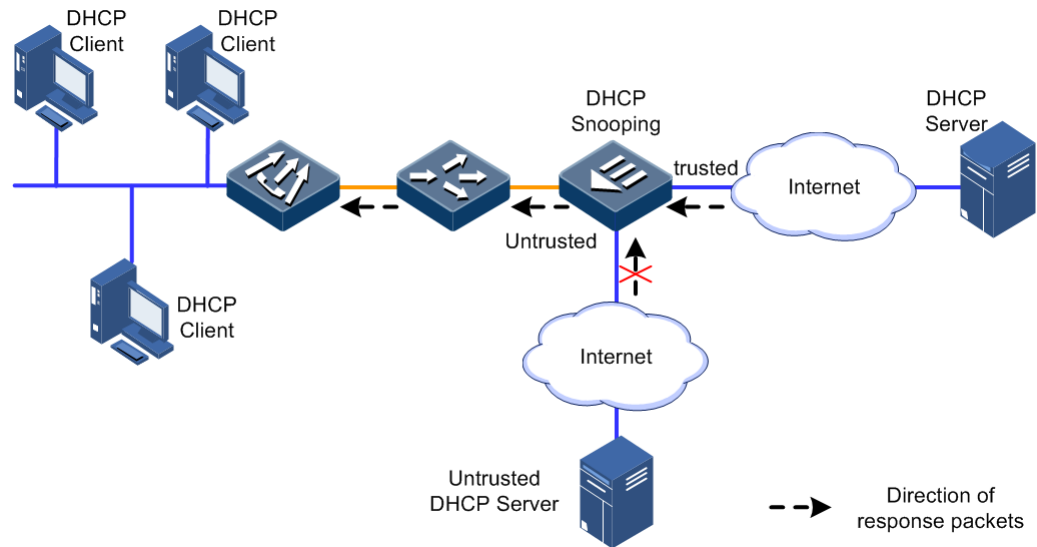 DHCP
Client
DHCP
Client
DHCP
Snooping
DHCP
Server
trusted
Internet
Untrusted
DHCP
Client
Internet
Untrusted
DHCP Server
Direction of
response packets